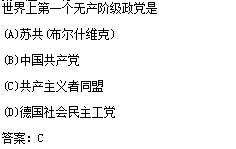 世界上第一个无产阶级政党是
(A)苏共(布尔什维克)
(B)中国共产党
(C)共产主义者同盟
(D)德国社会民主工党
答案：C